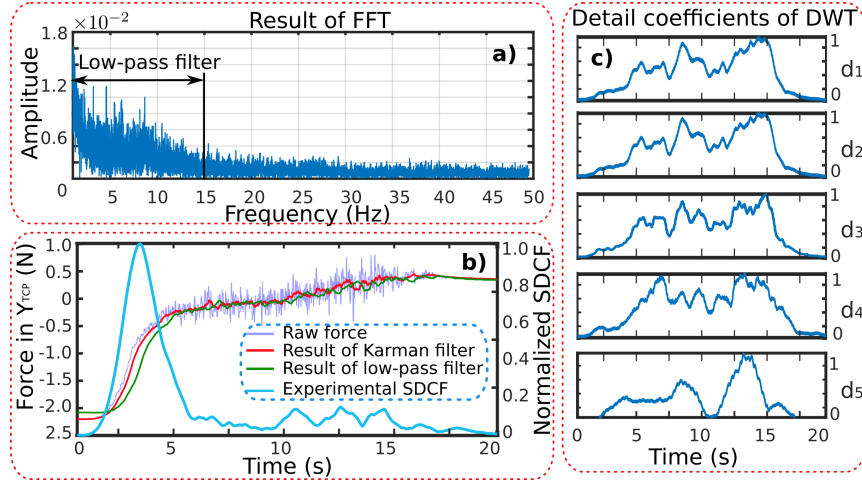 Result of FFT
×10⁻²
a)
1.8
1.2
0.6
0
Amplitude
Low-pass filter
5 10 15 20 25 30 35 40 45 50
Frequency (Hz)
b)
1.0
0.5
0
-0.5
-1.0
-1.5
-2.0
2.5
Force in Y_TCP (N)
1.0
0.8
0.6
0.4
0.2
0
Normalized SDCF
Raw force
Result of Karman filter
Result of low-pass filter
Experimental SDCF
0 5 10 15 20
Time (s)
Detail coefficients of DWT
c)
1
d1
0
1
d2
0
1
d3
0
1
d4
0
1
d5
0
0 5 10 15 20
Time (s)